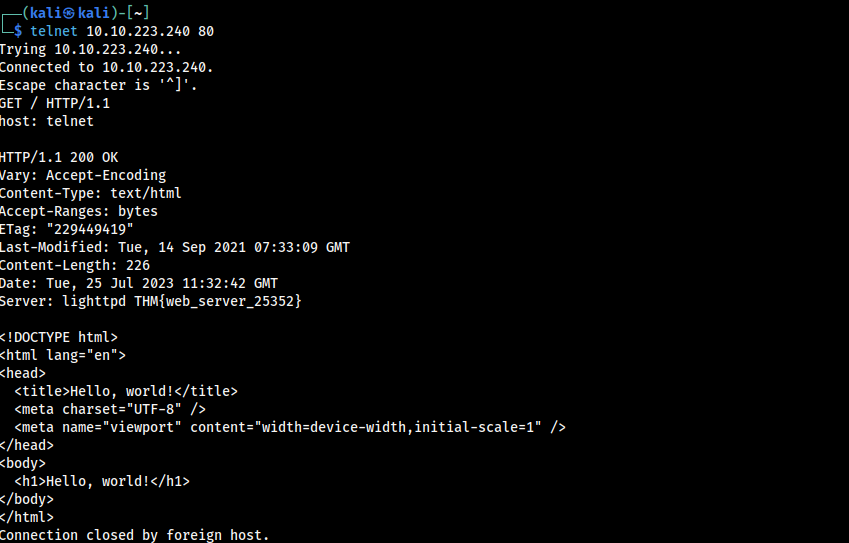 ┌──(kali㉿kali)-[~]
└─$ telnet 10.10.223.240 80
Trying 10.10.223.240...
Connected to 10.10.223.240.
Escape character is '^]'.
GET / HTTP/1.1
host: telnet

HTTP/1.1 200 OK
Vary: Accept-Encoding
Content-Type: text/html
Accept-Ranges: bytes
ETag: "229449419"
Last-Modified: Tue, 14 Sep 2021 07:33:09 GMT
Content-Length: 226
Date: Tue, 25 Jul 2023 11:32:42 GMT
Server: lighttpd THM{web_server_25352}

<!DOCTYPE html>
<html lang="en">
<head>
  <title>Hello, world!</title>
  <meta charset="UTF-8" />
  <meta name="viewport" content="width=device-width,initial-scale=1" />
</head>
<body>
  <h1>Hello, world!</h1>
</body>
</html>
Connection closed by foreign host.